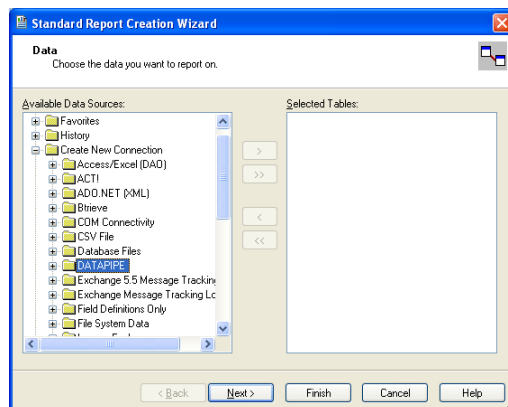 Standard Report Creation Wizard
Data
Choose the data you want to report on.
Available Data Sources:
Selected Tables:
Favorites
History
Create New Connection
Access/Excel (DAO)
ACT!
ADO.NET (XML)
Btrieve
COM Connectivity
CSV File
Database Files
DATAPIPE
Exchange 5.5 Message Tracking
Exchange Message Tracking Lo
Field Definitions Only
File System Data
>
>>
<
<<
< Back
Next >
Finish
Cancel
Help